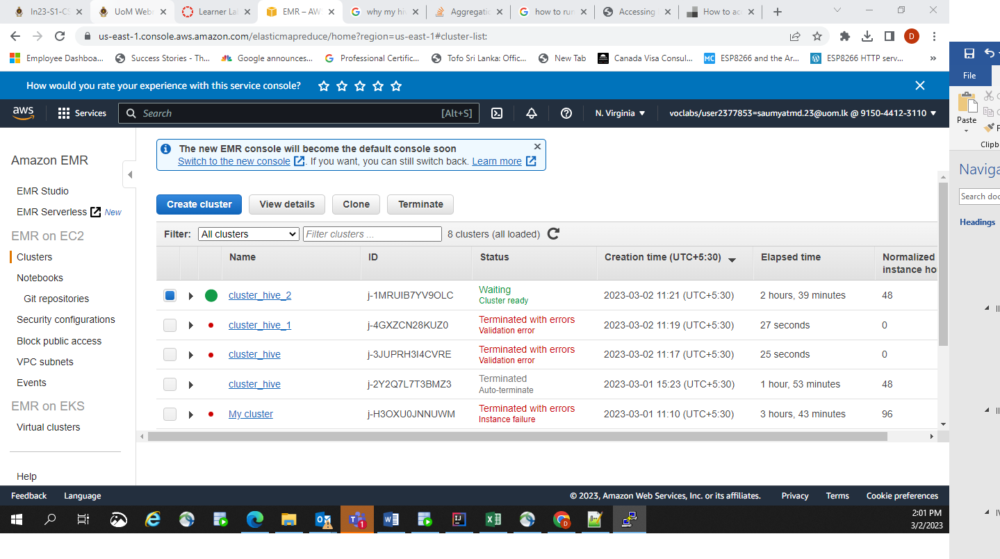 In23-S1-CS
UoM Webn
Learner La
EMR – AW
why my hiv
Aggregatic
how to run
Accessing
How to acc
us-east-1.console.aws.amazon.com/elasticmapreduce/home?region=us-east-1#cluster-list:
D
Employee Dashboa...
Success Stories - Th...
Google announces...
Professional Certific...
Tofo Sri Lanka: Offic...
New Tab
Canada Visa Consul...
MC
ESP8266 and the Ar...
ESP8266 HTTP serv...
»
How would you rate your experience with this service console?
aws
Services
Search
[Alt+S]
N. Virginia
voclabs/user2377853=saumyatmd.23@uom.lk @ 9150-4412-3110
Amazon EMR
EMR Studio
EMR Serverless
New
EMR on EC2
Clusters
Notebooks
Git repositories
Security configurations
Block public access
VPC subnets
Events
EMR on EKS
Virtual clusters
Help
The new EMR console will become the default console soon
Switch to the new console . If you want, you can still switch back. Learn more
Create cluster
View details
Clone
Terminate
Filter:
All clusters
Filter clusters ...
8 clusters (all loaded)
Name
ID
Status
Creation time (UTC+5:30)
Elapsed time
Normalized
instance ho
cluster_hive_2
j-1MRUIB7YV9OLC
Waiting
Cluster ready
2023-03-02 11:21 (UTC+5:30)
2 hours, 39 minutes
48
cluster_hive_1
j-4GXZCN28KUZ0
Terminated with errors
Validation error
2023-03-02 11:19 (UTC+5:30)
27 seconds
0
cluster_hive
j-3JUPRH3I4CVRE
Terminated with errors
Validation error
2023-03-02 11:17 (UTC+5:30)
25 seconds
0
cluster_hive
j-2Y2Q7L7T3BMZ3
Terminated
Auto-terminate
2023-03-01 15:23 (UTC+5:30)
1 hour, 53 minutes
48
My cluster
j-H3OXU0JNNUWM
Terminated with errors
Instance failure
2023-03-01 11:10 (UTC+5:30)
3 hours, 43 minutes
96
Feedback
Language
© 2023, Amazon Web Services, Inc. or its affiliates.
Privacy
Terms
Cookie preferences
2:01 PM
3/2/2023
File
Paste
Clipb
Naviga
Search doc
Headings
II
II
IV